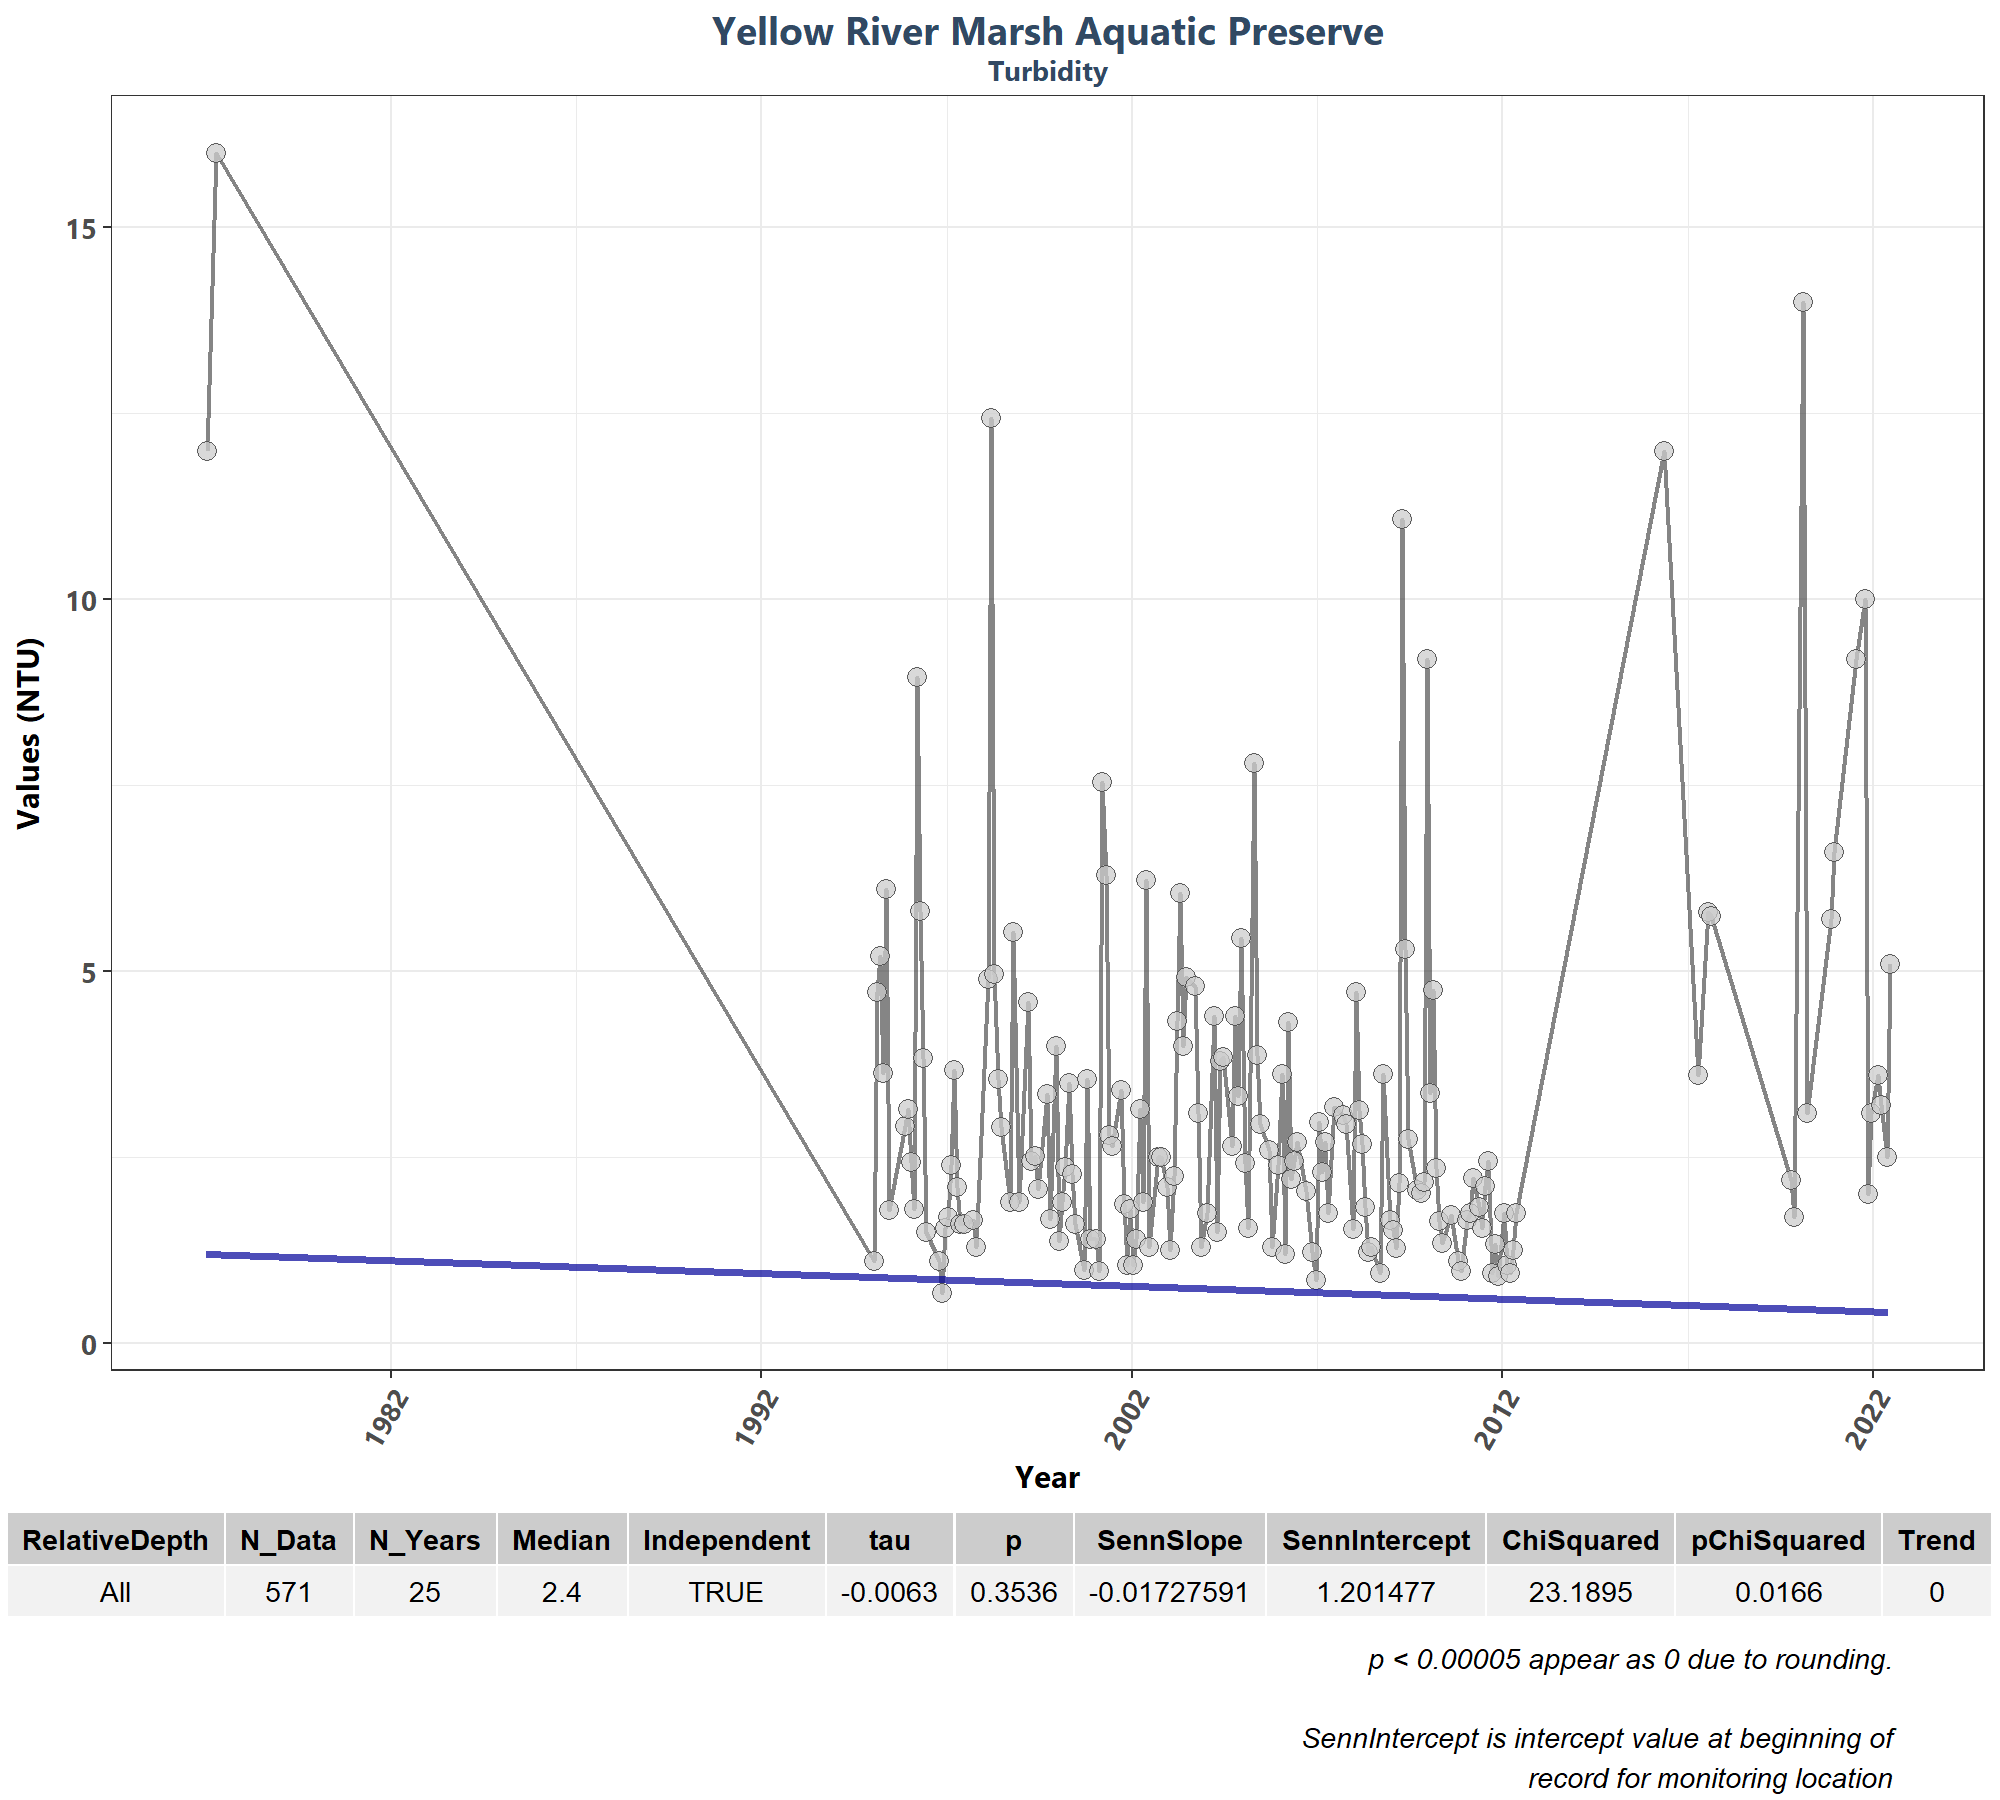 Yellow River Marsh Aquatic Preserve
Turbidity
Values (NTU)
15
10
5
0
1982 1992 2002 2012 2022
Year
RelativeDepth N_Data N_Years Median Independent tau p SennSlope SennIntercept ChiSquared pChiSquared Trend
All 571 25 2.4 TRUE -0.0063 0.3536 -0.01727591 1.201477 23.1895 0.0166 0
p < 0.00005 appear as 0 due to rounding.
SennIntercept is intercept value at beginning of
record for monitoring location